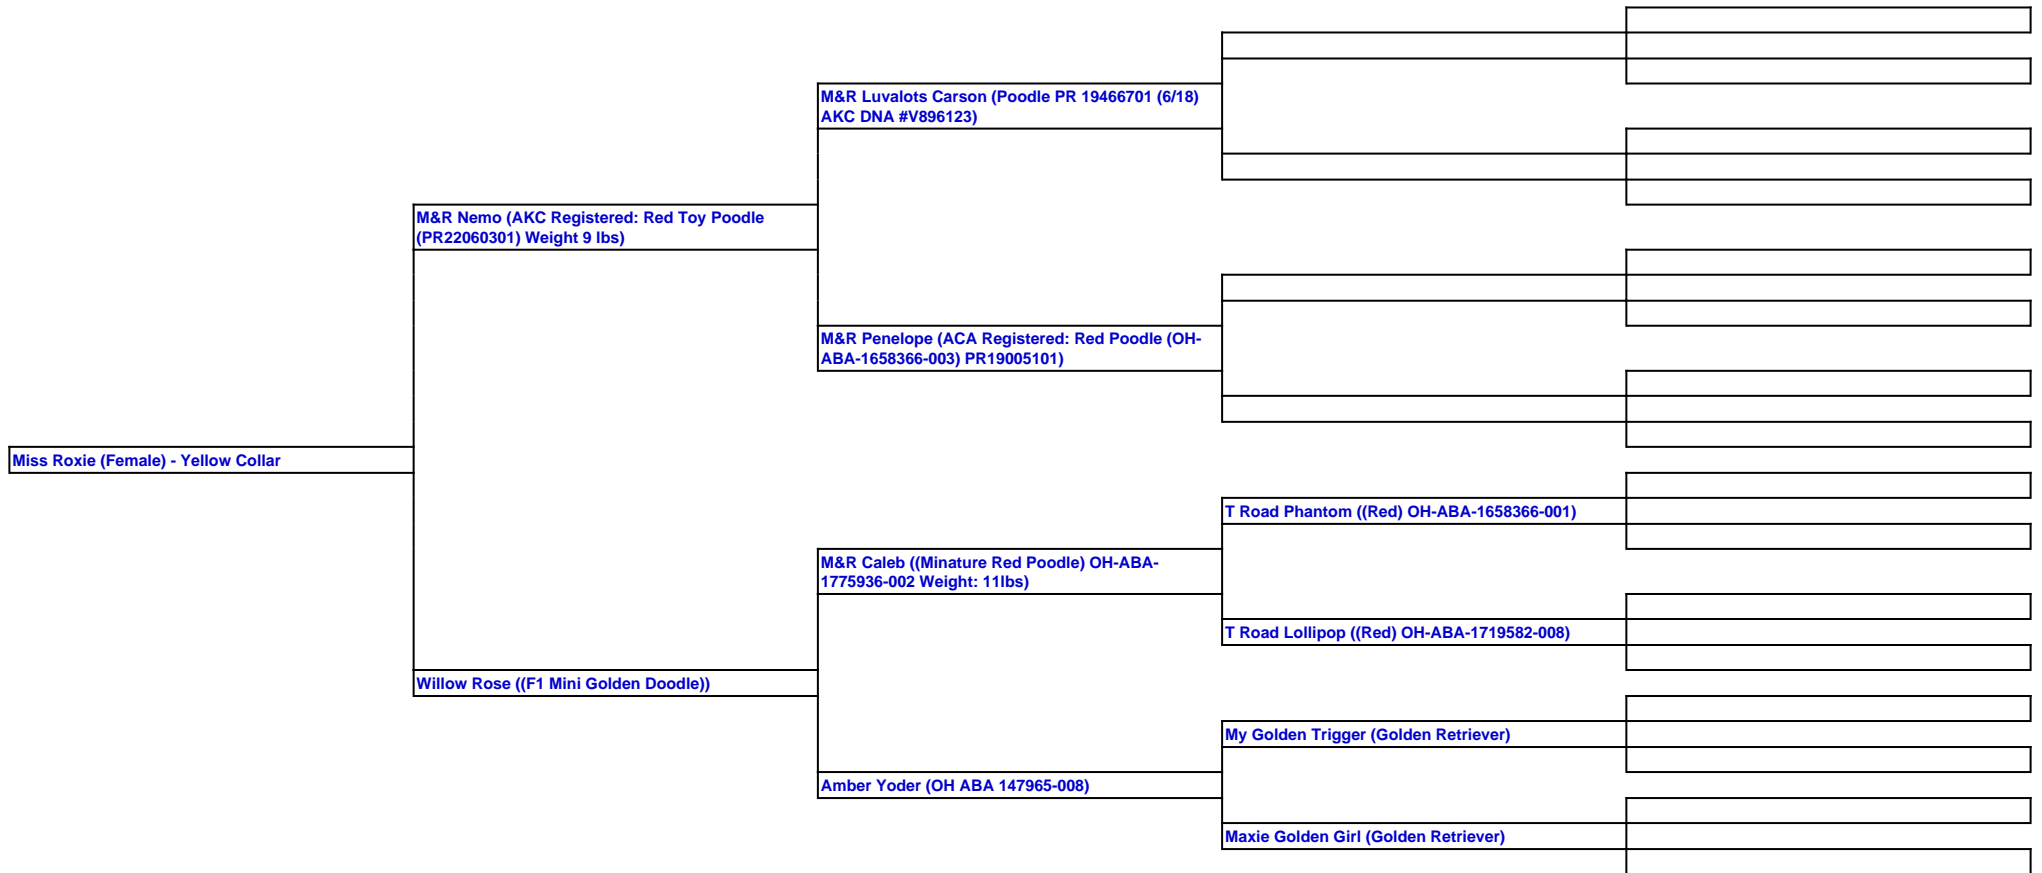 M&R Luvalots Carson (Poodle PR 19466701 (6/18)
AKC DNA #V896123)
M&R Nemo (AKC Registered: Red Toy Poodle
(PR22060301) Weight 9 lbs)
M&R Penelope (ACA Registered: Red Poodle (OH-
ABA-1658366-003) PR19005101)
Miss Roxie (Female) - Yellow Collar
T Road Phantom ((Red) OH-ABA-1658366-001)
M&R Caleb ((Minature Red Poodle) OH-ABA-
1775936-002 Weight: 11lbs)
T Road Lollipop ((Red) OH-ABA-1719582-008)
Willow Rose ((F1 Mini Golden Doodle))
My Golden Trigger (Golden Retriever)
Amber Yoder (OH ABA 147965-008)
Maxie Golden Girl (Golden Retriever)